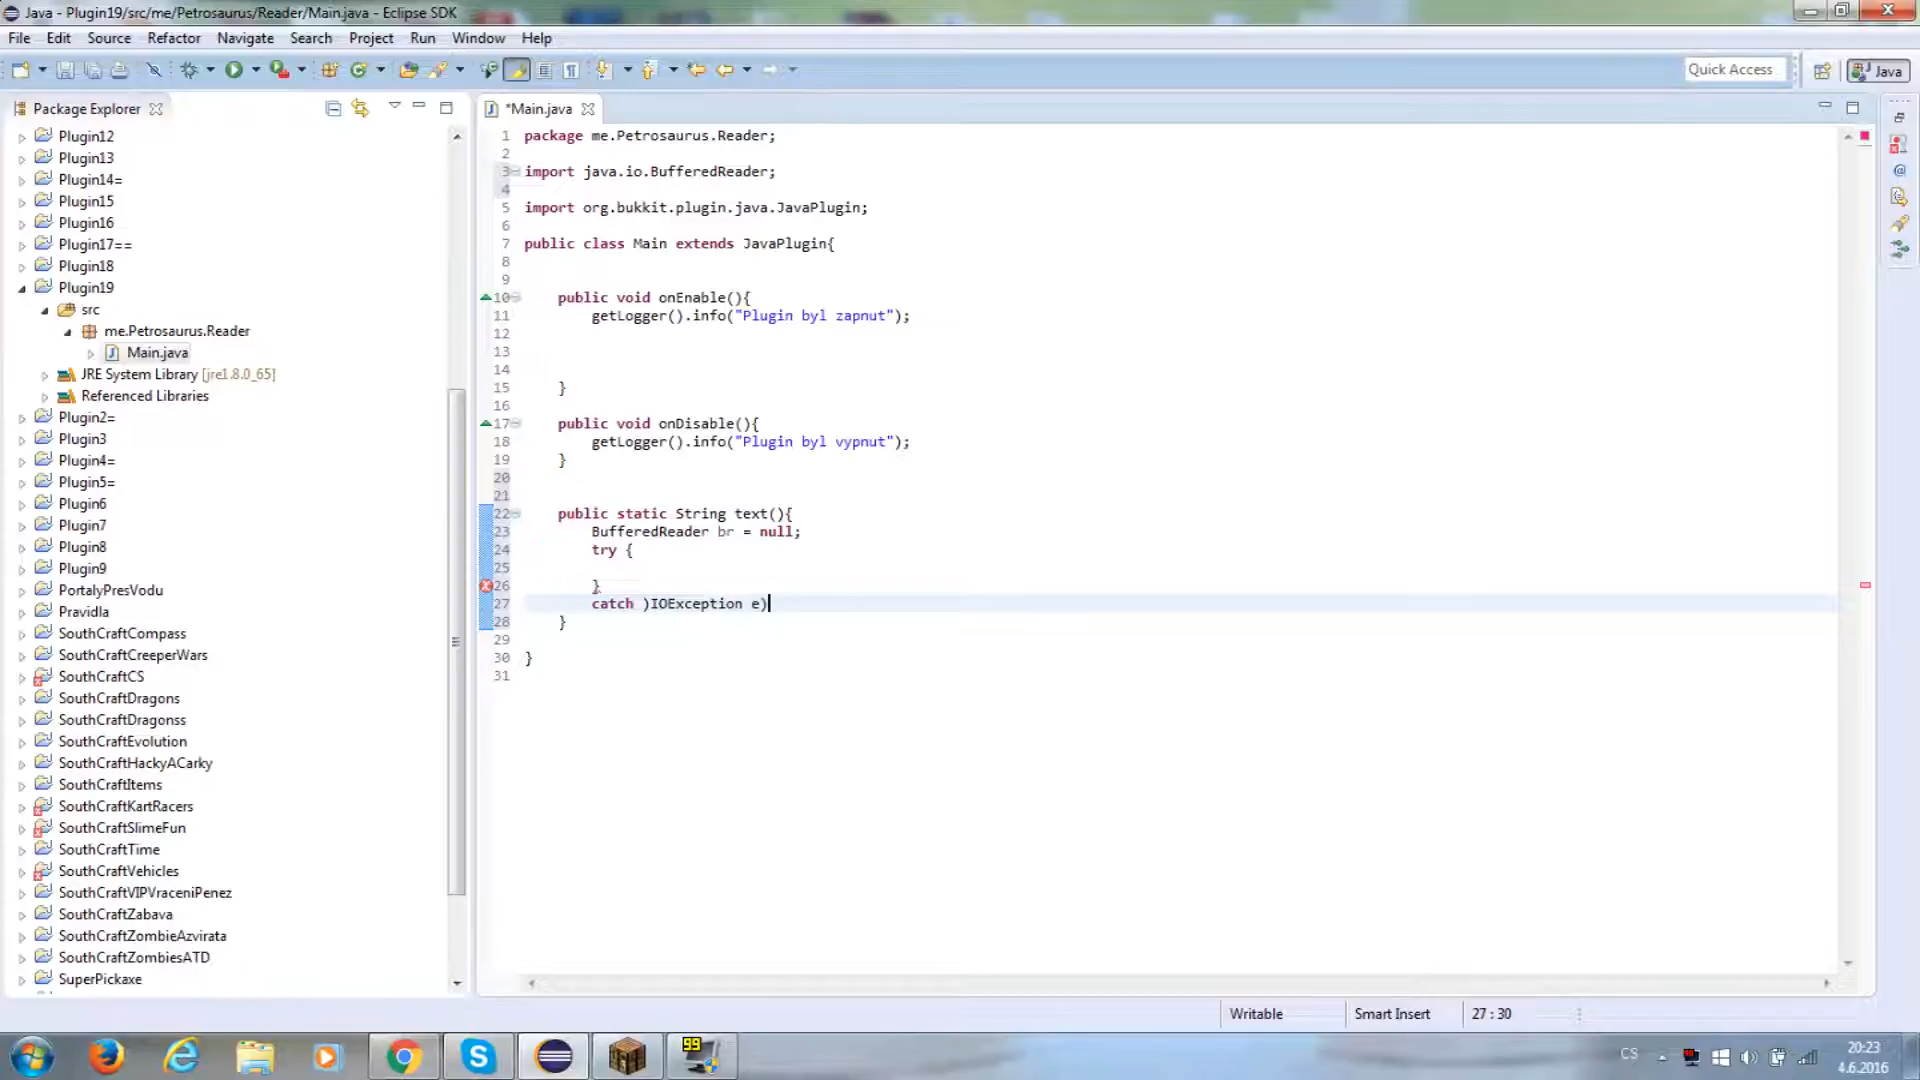 Java - Plugin19/src/me/Petrosaurus/Reader/Main.java - Eclipse SDK
File Edit Source Refactor Navigate Search Project Run Window Help
Quick Access
Java
Package Explorer
*Main.java
Plugin12
Plugin13
Plugin14=
Plugin15
Plugin16
Plugin17==
Plugin18
Plugin19
src
me.Petrosaurus.Reader
Main.java
JRE System Library [jre1.8.0_65]
Referenced Libraries
Plugin2=
Plugin3
Plugin4=
Plugin5=
Plugin6
Plugin7
Plugin8
Plugin9
PortalyPresVodu
Pravidla
SouthCraftCompass
SouthCraftCreeperWars
SouthCraftCS
SouthCraftDragons
SouthCraftDragonss
SouthCraftEvolution
SouthCraftHackyACarky
SouthCraftItems
SouthCraftKartRacers
SouthCraftSlimeFun
SouthCraftTime
SouthCraftVehicles
SouthCraftVIPVraceniPenez
SouthCraftZabava
SouthCraftZombieAzvirata
SouthCraftZombiesATD
SuperPickaxe
1 package me.Petrosaurus.Reader;
2
3 import java.io.BufferedReader;
4
5 import org.bukkit.plugin.java.JavaPlugin;
6
7 public class Main extends JavaPlugin{
8
9
10 public void onEnable(){
11 getLogger().info("Plugin byl zapnut");
12
13
14
15 }
16
17 public void onDisable(){
18 getLogger().info("Plugin byl vypnut");
19 }
20
21
22 public static String text(){
23 BufferedReader br = null;
24 try {
25
26 }
27 catch )IOException e)
28 }
29
30 }
31
Writable Smart Insert 27 : 30
99
CS
20:23
4.6.2016